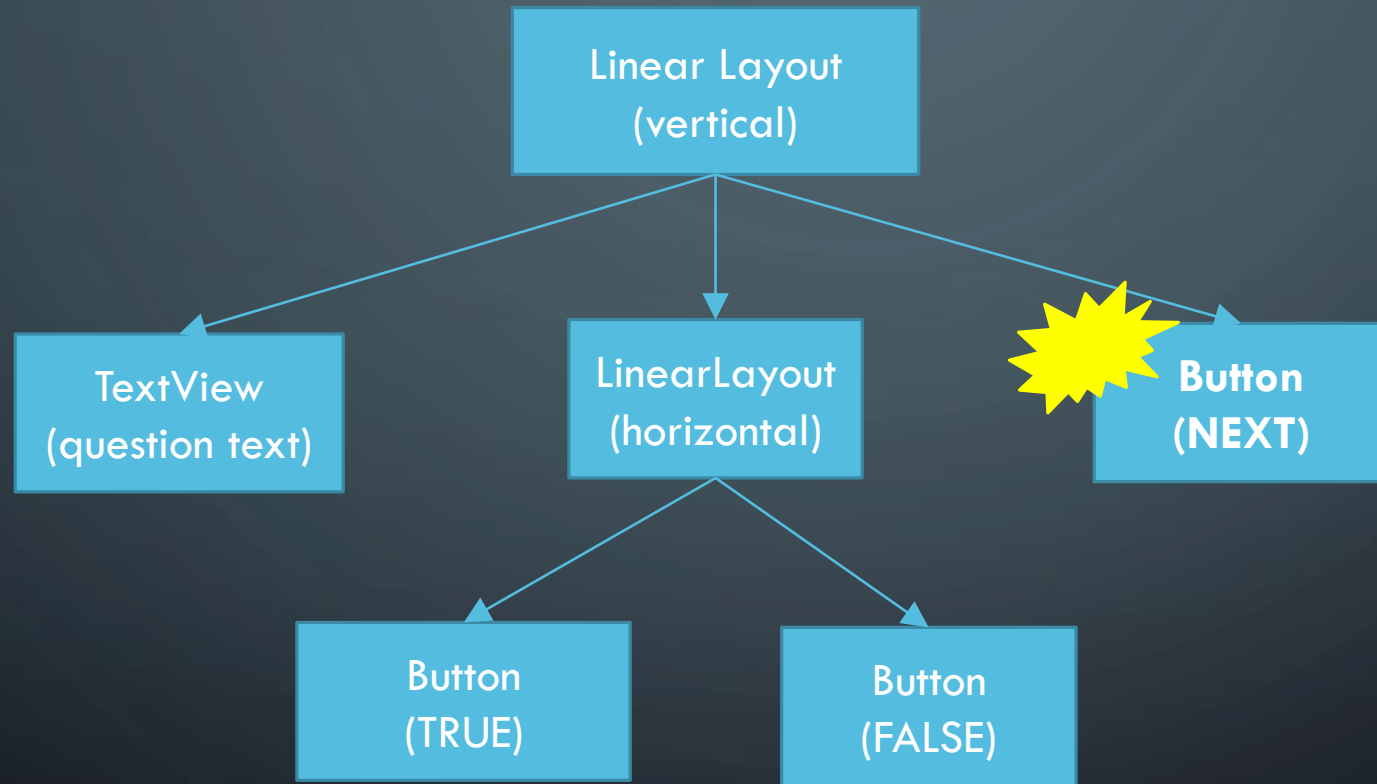 Linear Layout
(vertical)
TextView
(question text)
LinearLayout
(horizontal)
Button
(NEXT)
Button
(TRUE)
Button
(FALSE)